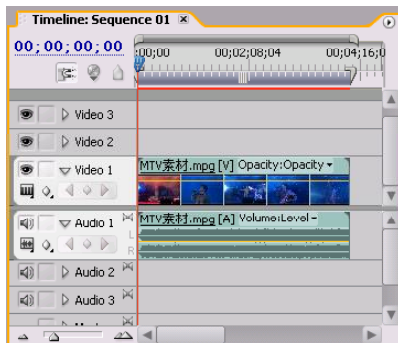 Timeline: Sequence 01
00;00;00;00
:00;00 00;02;08;04 00;04;16;0
Video 3
Video 2
Video 1
MTV素材.mpg [V] Opacity:Opacity
Audio 1
MTV素材.mpg [A] Volume:Level
L
R
Audio 2
Audio 3